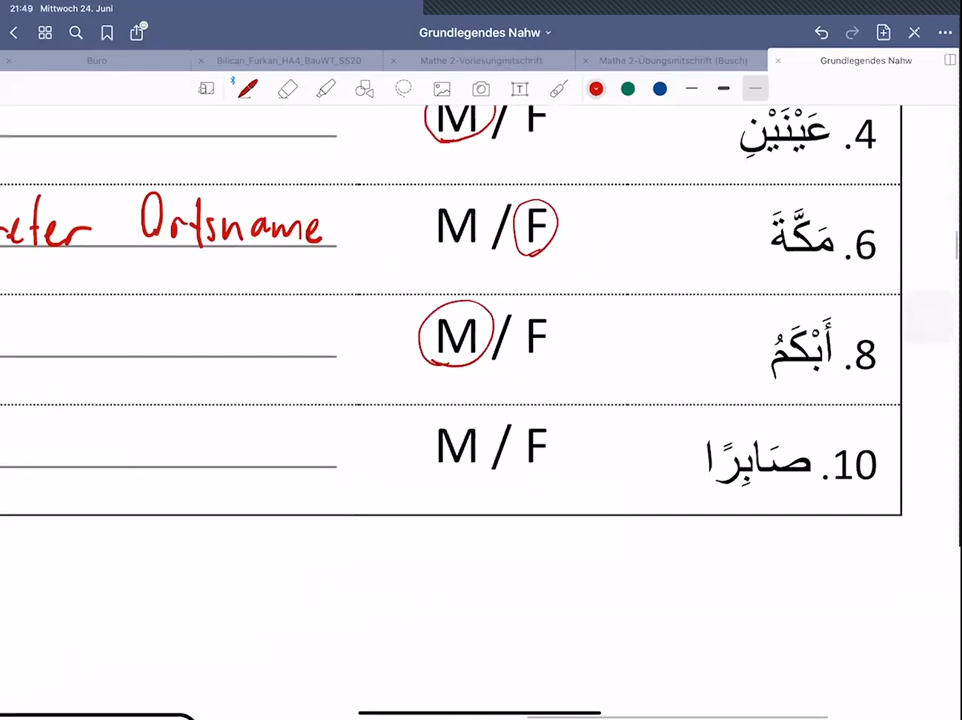 21:49 Mittwoch 24. Juni
Grundlegendes Nahw
Büro
Bilican_Furkan_HA4_BauWT_SS20
Mathe 2-Vorlesungmitschrift
Mathe 2-Übungsmitschrift (Busch)
Grundlegendes Nahw
M / F
4. عَيْنَيْنِ
Ortsname
M / F
6. مَكَّةَ
M / F
8. أَبْكَمُ
M / F
10. صَابِرًا